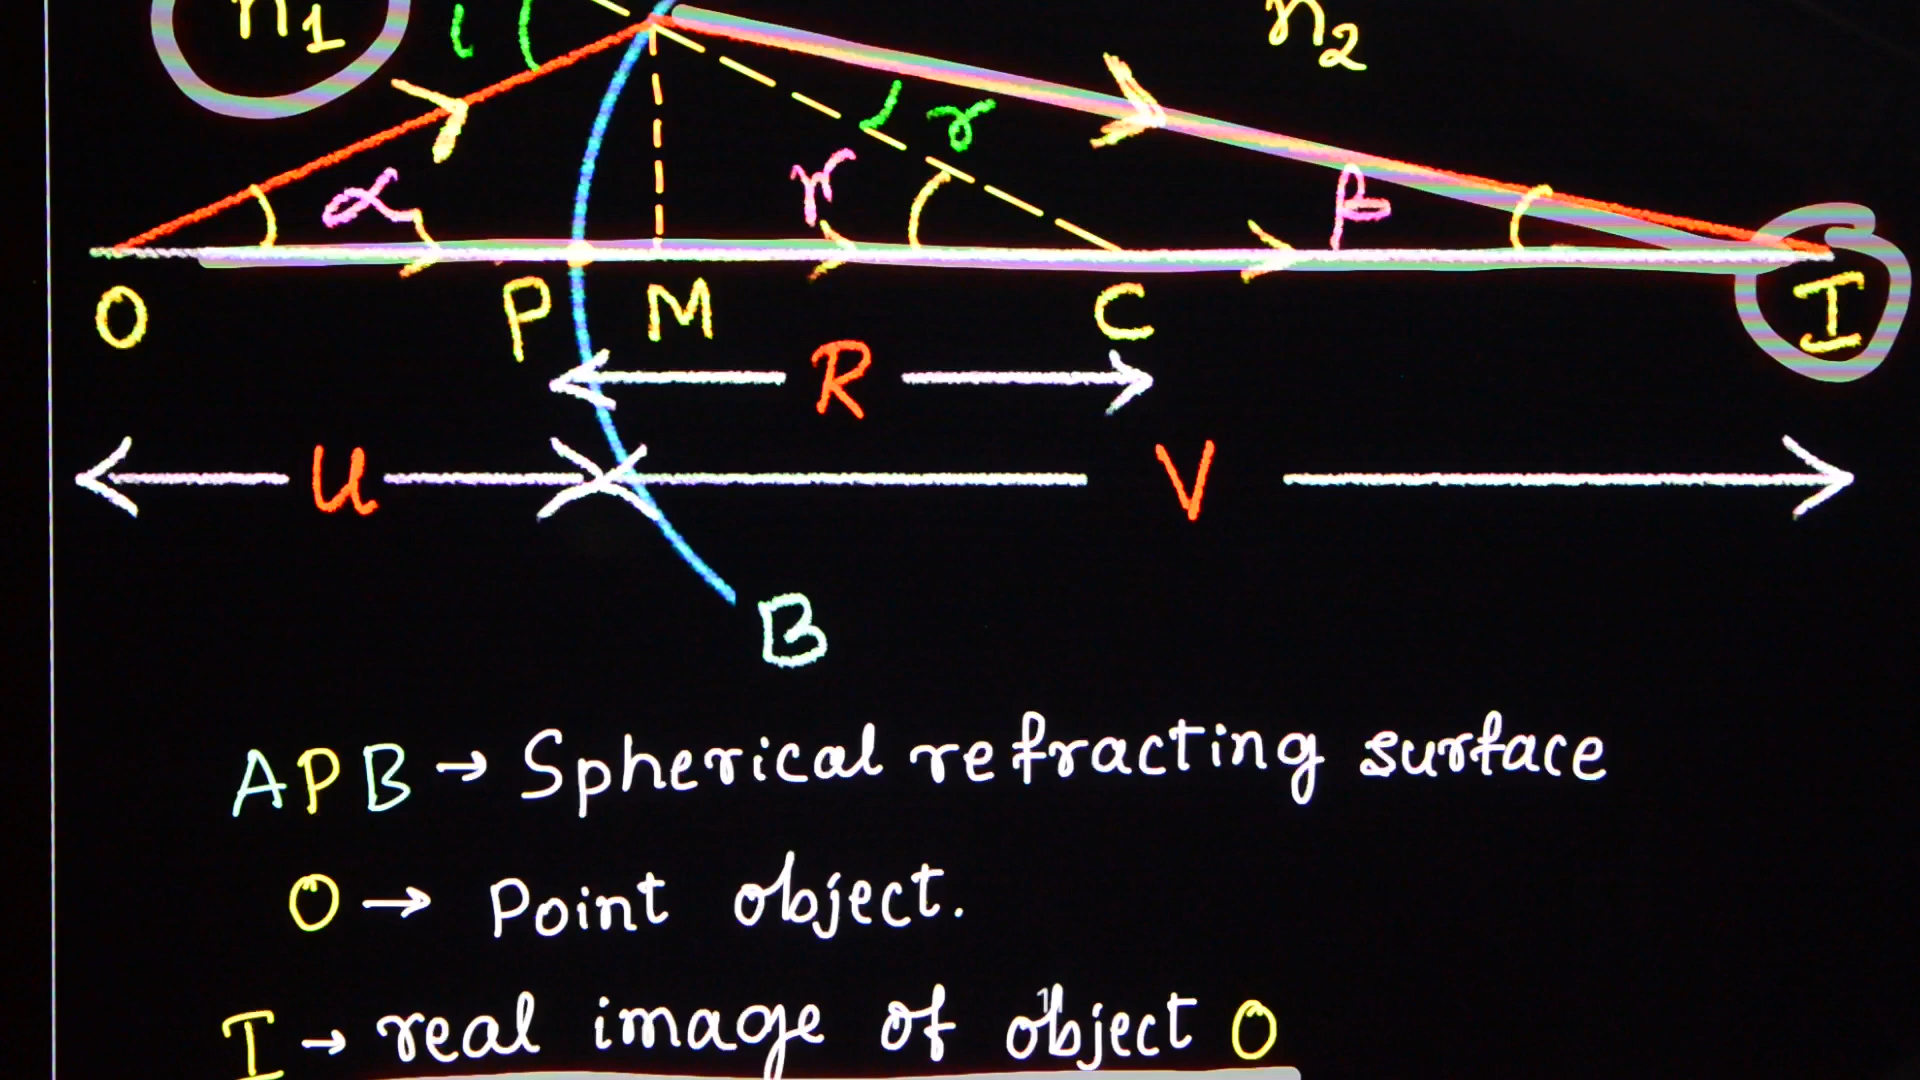 n1 i n2
r
α γ β
O P M C I
R
u v
B
APB → Spherical refracting surface
O → Point object.
I → real image of object O